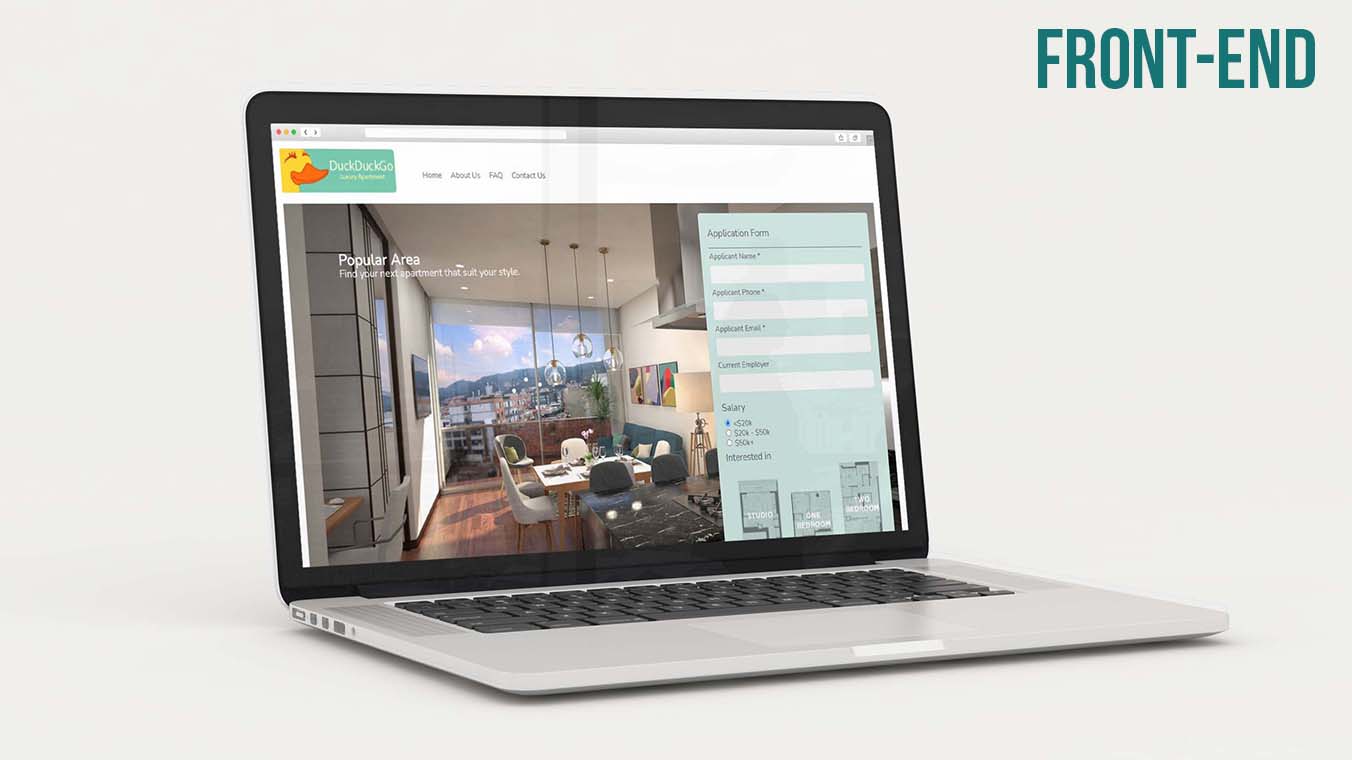 FRONT-END
DuckDuckGo
Luxury Apartment
Home About Us FAQ Contact Us
Popular Area
Find your next apartment that suit your style.
Application Form
Applicant Name *
Applicant Phone *
Applicant Email *
Current Employer
Salary
<$20k
$20k - $50k
$50k+
Interested in
STUDIO
ONE
BEDROOM
TWO
BEDROOM